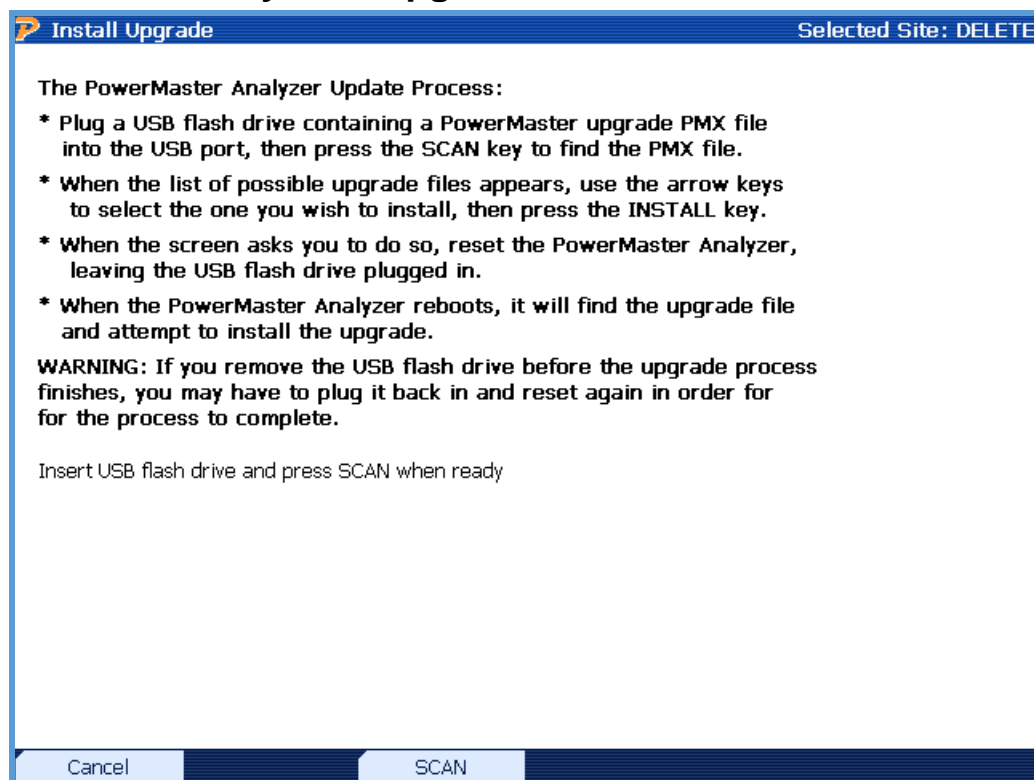 Install Upgrade Selected Site: DELETE
The PowerMaster Analyzer Update Process:
* Plug a USB flash drive containing a PowerMaster upgrade PMX file
into the USB port, then press the SCAN key to find the PMX file.
* When the list of possible upgrade files appears, use the arrow keys
to select the one you wish to install, then press the INSTALL key.
* When the screen asks you to do so, reset the PowerMaster Analyzer,
leaving the USB flash drive plugged in.
* When the PowerMaster Analyzer reboots, it will find the upgrade file
and attempt to install the upgrade.
WARNING: If you remove the USB flash drive before the upgrade process
finishes, you may have to plug it back in and reset again in order for
for the process to complete.
Insert USB flash drive and press SCAN when ready
Cancel SCAN